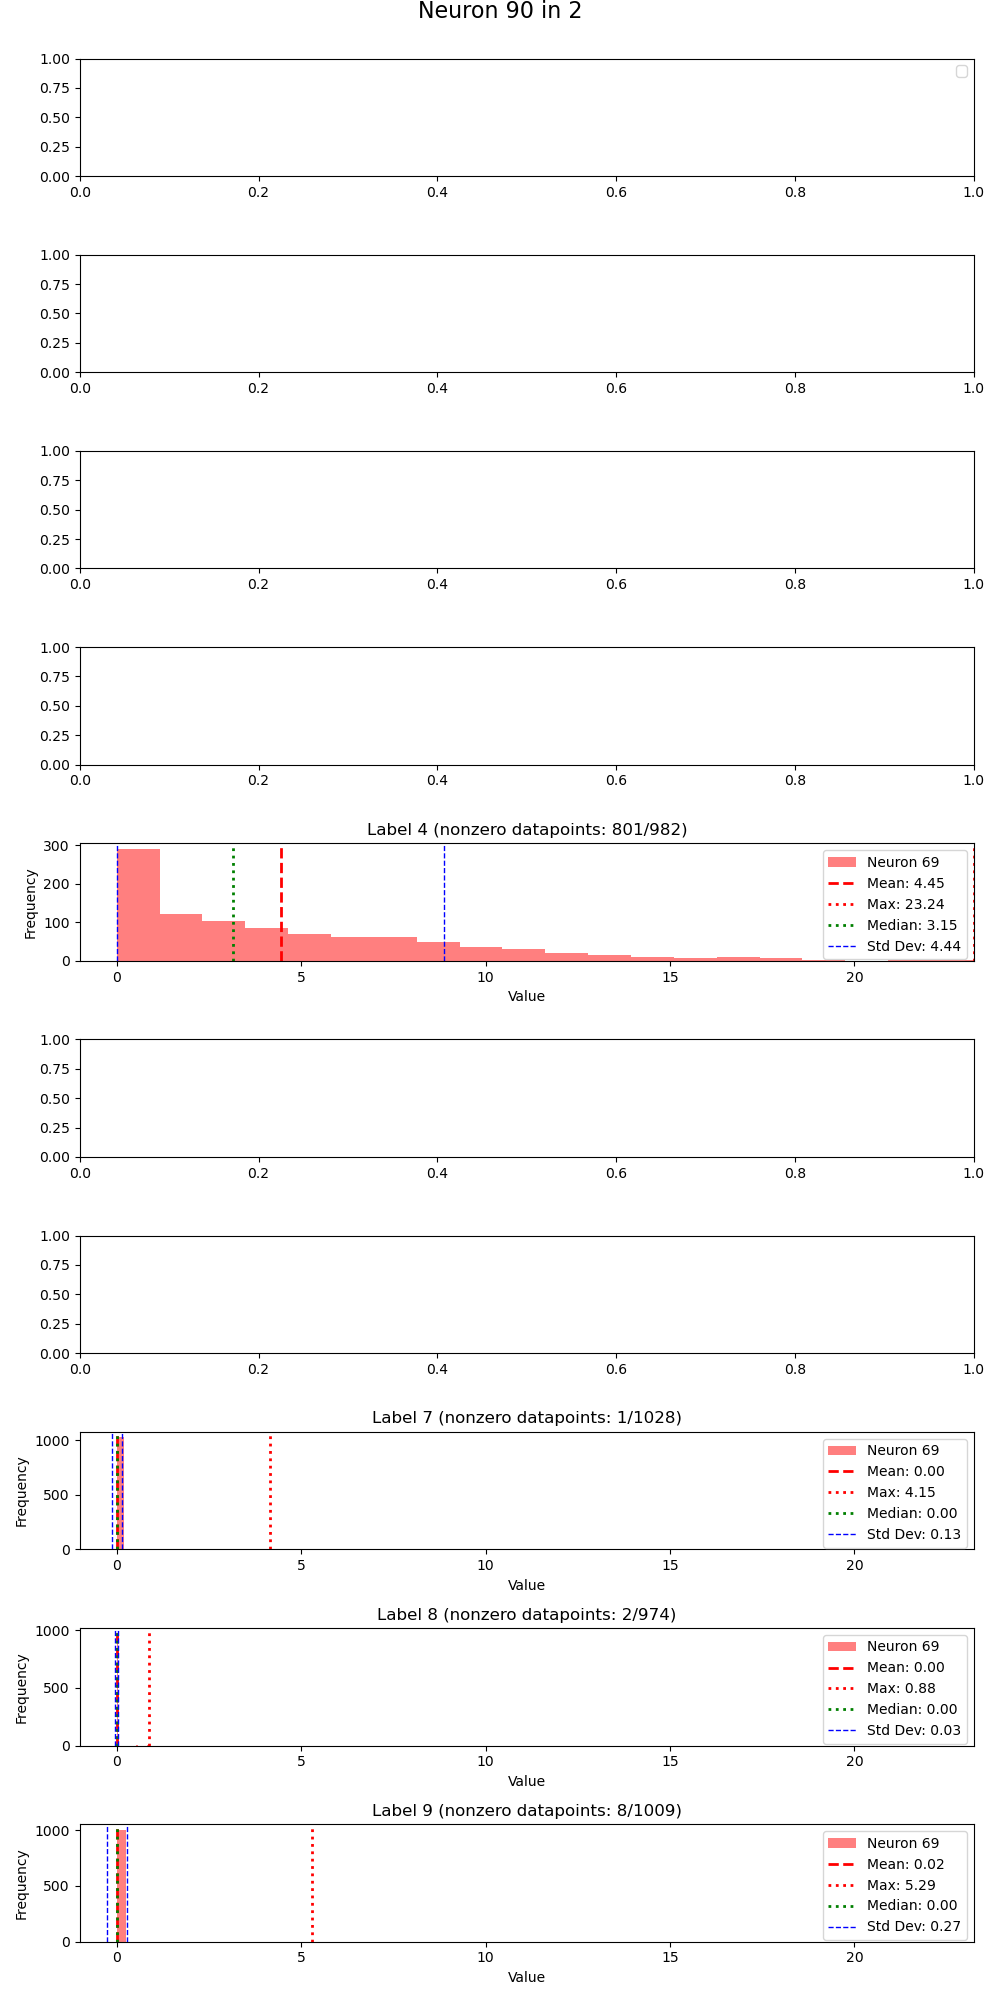 Neuron 90 in 2
1.00
0.75
0.50
0.25
0.00
0.0 0.2 0.4 0.6 0.8 1.0
1.00
0.75
0.50
0.25
0.00
0.0 0.2 0.4 0.6 0.8 1.0
1.00
0.75
0.50
0.25
0.00
0.0 0.2 0.4 0.6 0.8 1.0
1.00
0.75
0.50
0.25
0.00
0.0 0.2 0.4 0.6 0.8 1.0
Label 4 (nonzero datapoints: 801/982)
300
200
100
0
Frequency
Neuron 69
Mean: 4.45
Max: 23.24
Median: 3.15
Std Dev: 4.44
0 5 10 15 20
Value
1.00
0.75
0.50
0.25
0.00
0.0 0.2 0.4 0.6 0.8 1.0
1.00
0.75
0.50
0.25
0.00
0.0 0.2 0.4 0.6 0.8 1.0
Label 7 (nonzero datapoints: 1/1028)
1000
500
0
Frequency
Neuron 69
Mean: 0.00
Max: 4.15
Median: 0.00
Std Dev: 0.13
0 5 10 15 20
Value
Label 8 (nonzero datapoints: 2/974)
1000
500
0
Frequency
Neuron 69
Mean: 0.00
Max: 0.88
Median: 0.00
Std Dev: 0.03
0 5 10 15 20
Value
Label 9 (nonzero datapoints: 8/1009)
1000
500
0
Frequency
Neuron 69
Mean: 0.02
Max: 5.29
Median: 0.00
Std Dev: 0.27
0 5 10 15 20
Value